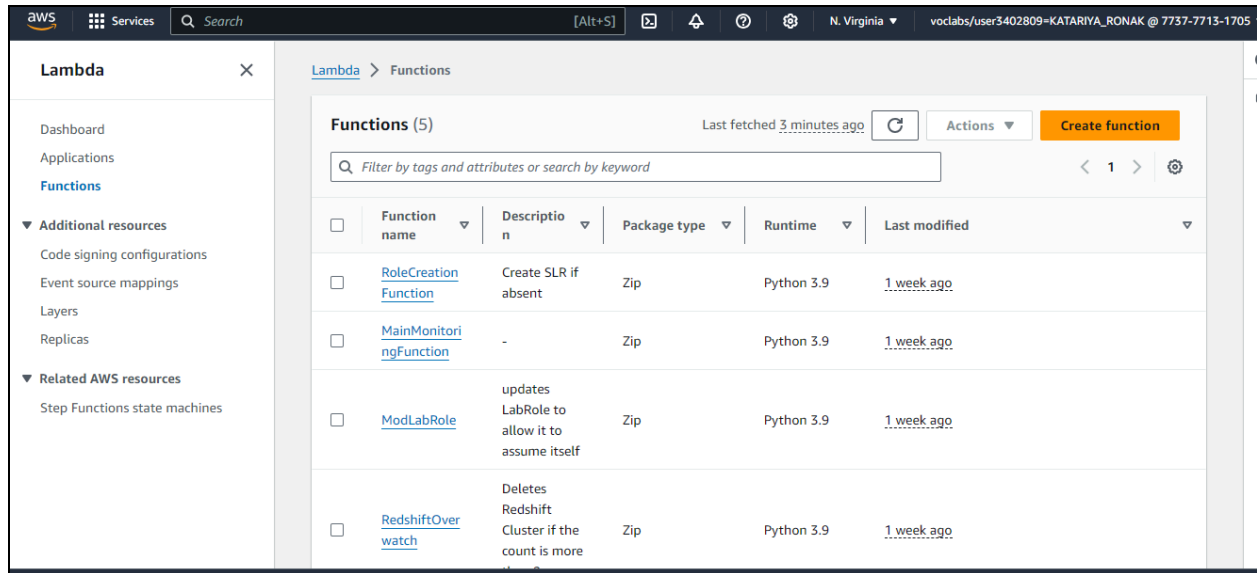 aws Services Search [Alt+S] N. Virginia ▼ voclabs/user3402809=KATARIYA_RONAK @ 7737-7713-1705
Lambda
Dashboard
Applications
Functions
▼ Additional resources
Code signing configurations
Event source mappings
Layers
Replicas
▼ Related AWS resources
Step Functions state machines
Lambda > Functions
Functions (5)
Last fetched 3 minutes ago
Actions ▼
Create function
Filter by tags and attributes or search by keyword
< 1 >
Function
name
Descriptio
n
Package type
Runtime
Last modified
RoleCreation
Function
Create SLR if
absent
Zip
Python 3.9
1 week ago
MainMonitori
ngFunction
-
Zip
Python 3.9
1 week ago
ModLabRole
updates
LabRole to
allow it to
assume itself
Zip
Python 3.9
1 week ago
RedshiftOver
watch
Deletes
Redshift
Cluster if the
count is more
Zip
Python 3.9
1 week ago